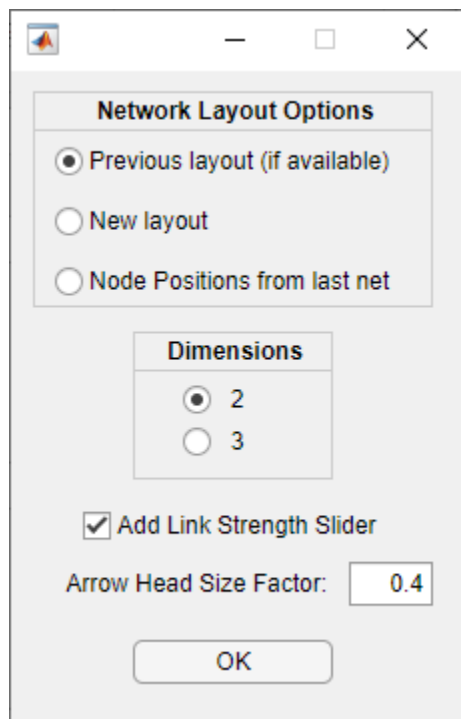 Network Layout Options
Previous layout (if available)
New layout
Node Positions from last net
Dimensions
2
3
Add Link Strength Slider
Arrow Head Size Factor: 0.4
OK